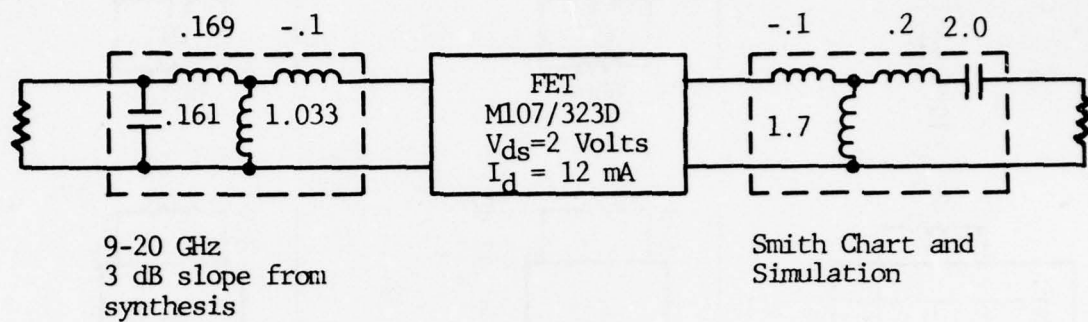 .169 -.1
-.1 .2 2.0
.161 1.033
FET
M107/323D
Vds=2 Volts
Id = 12 mA
1.7
9-20 GHz
3 dB slope from
synthesis
Smith Chart and
Simulation